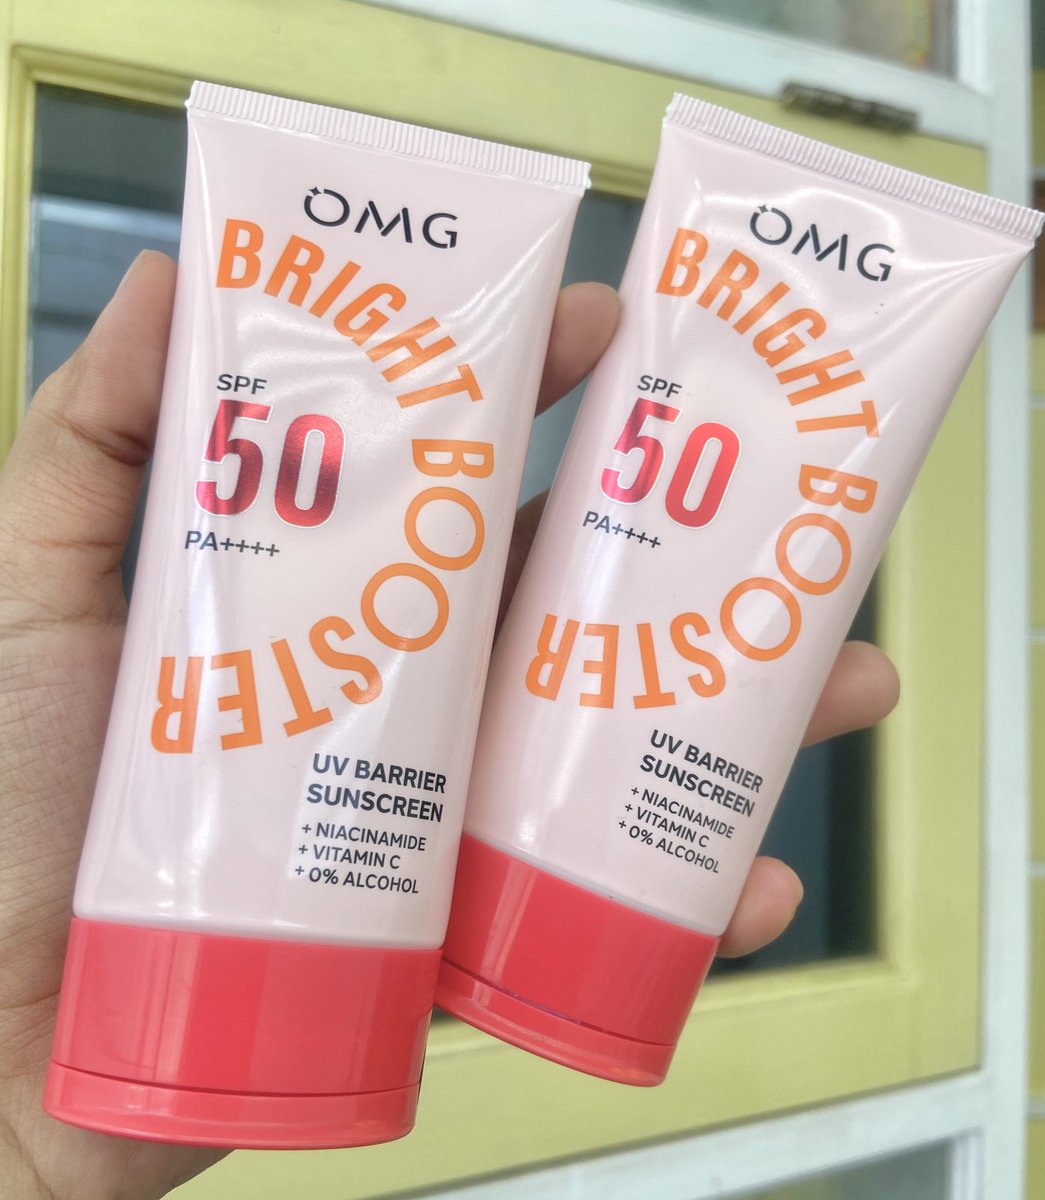 OMG
BRIGHT BOOSTER
SPF
50
PA++++
UV BARRIER
SUNSCREEN
+ NIACINAMIDE
+ VITAMIN C
+ 0% ALCOHOL
OMG
BRIGHT BOOSTER
SPF
50
PA++++
UV BARRIER
SUNSCREEN
+ NIACINAMIDE
+ VITAMIN C
+ 0% ALCOHOL